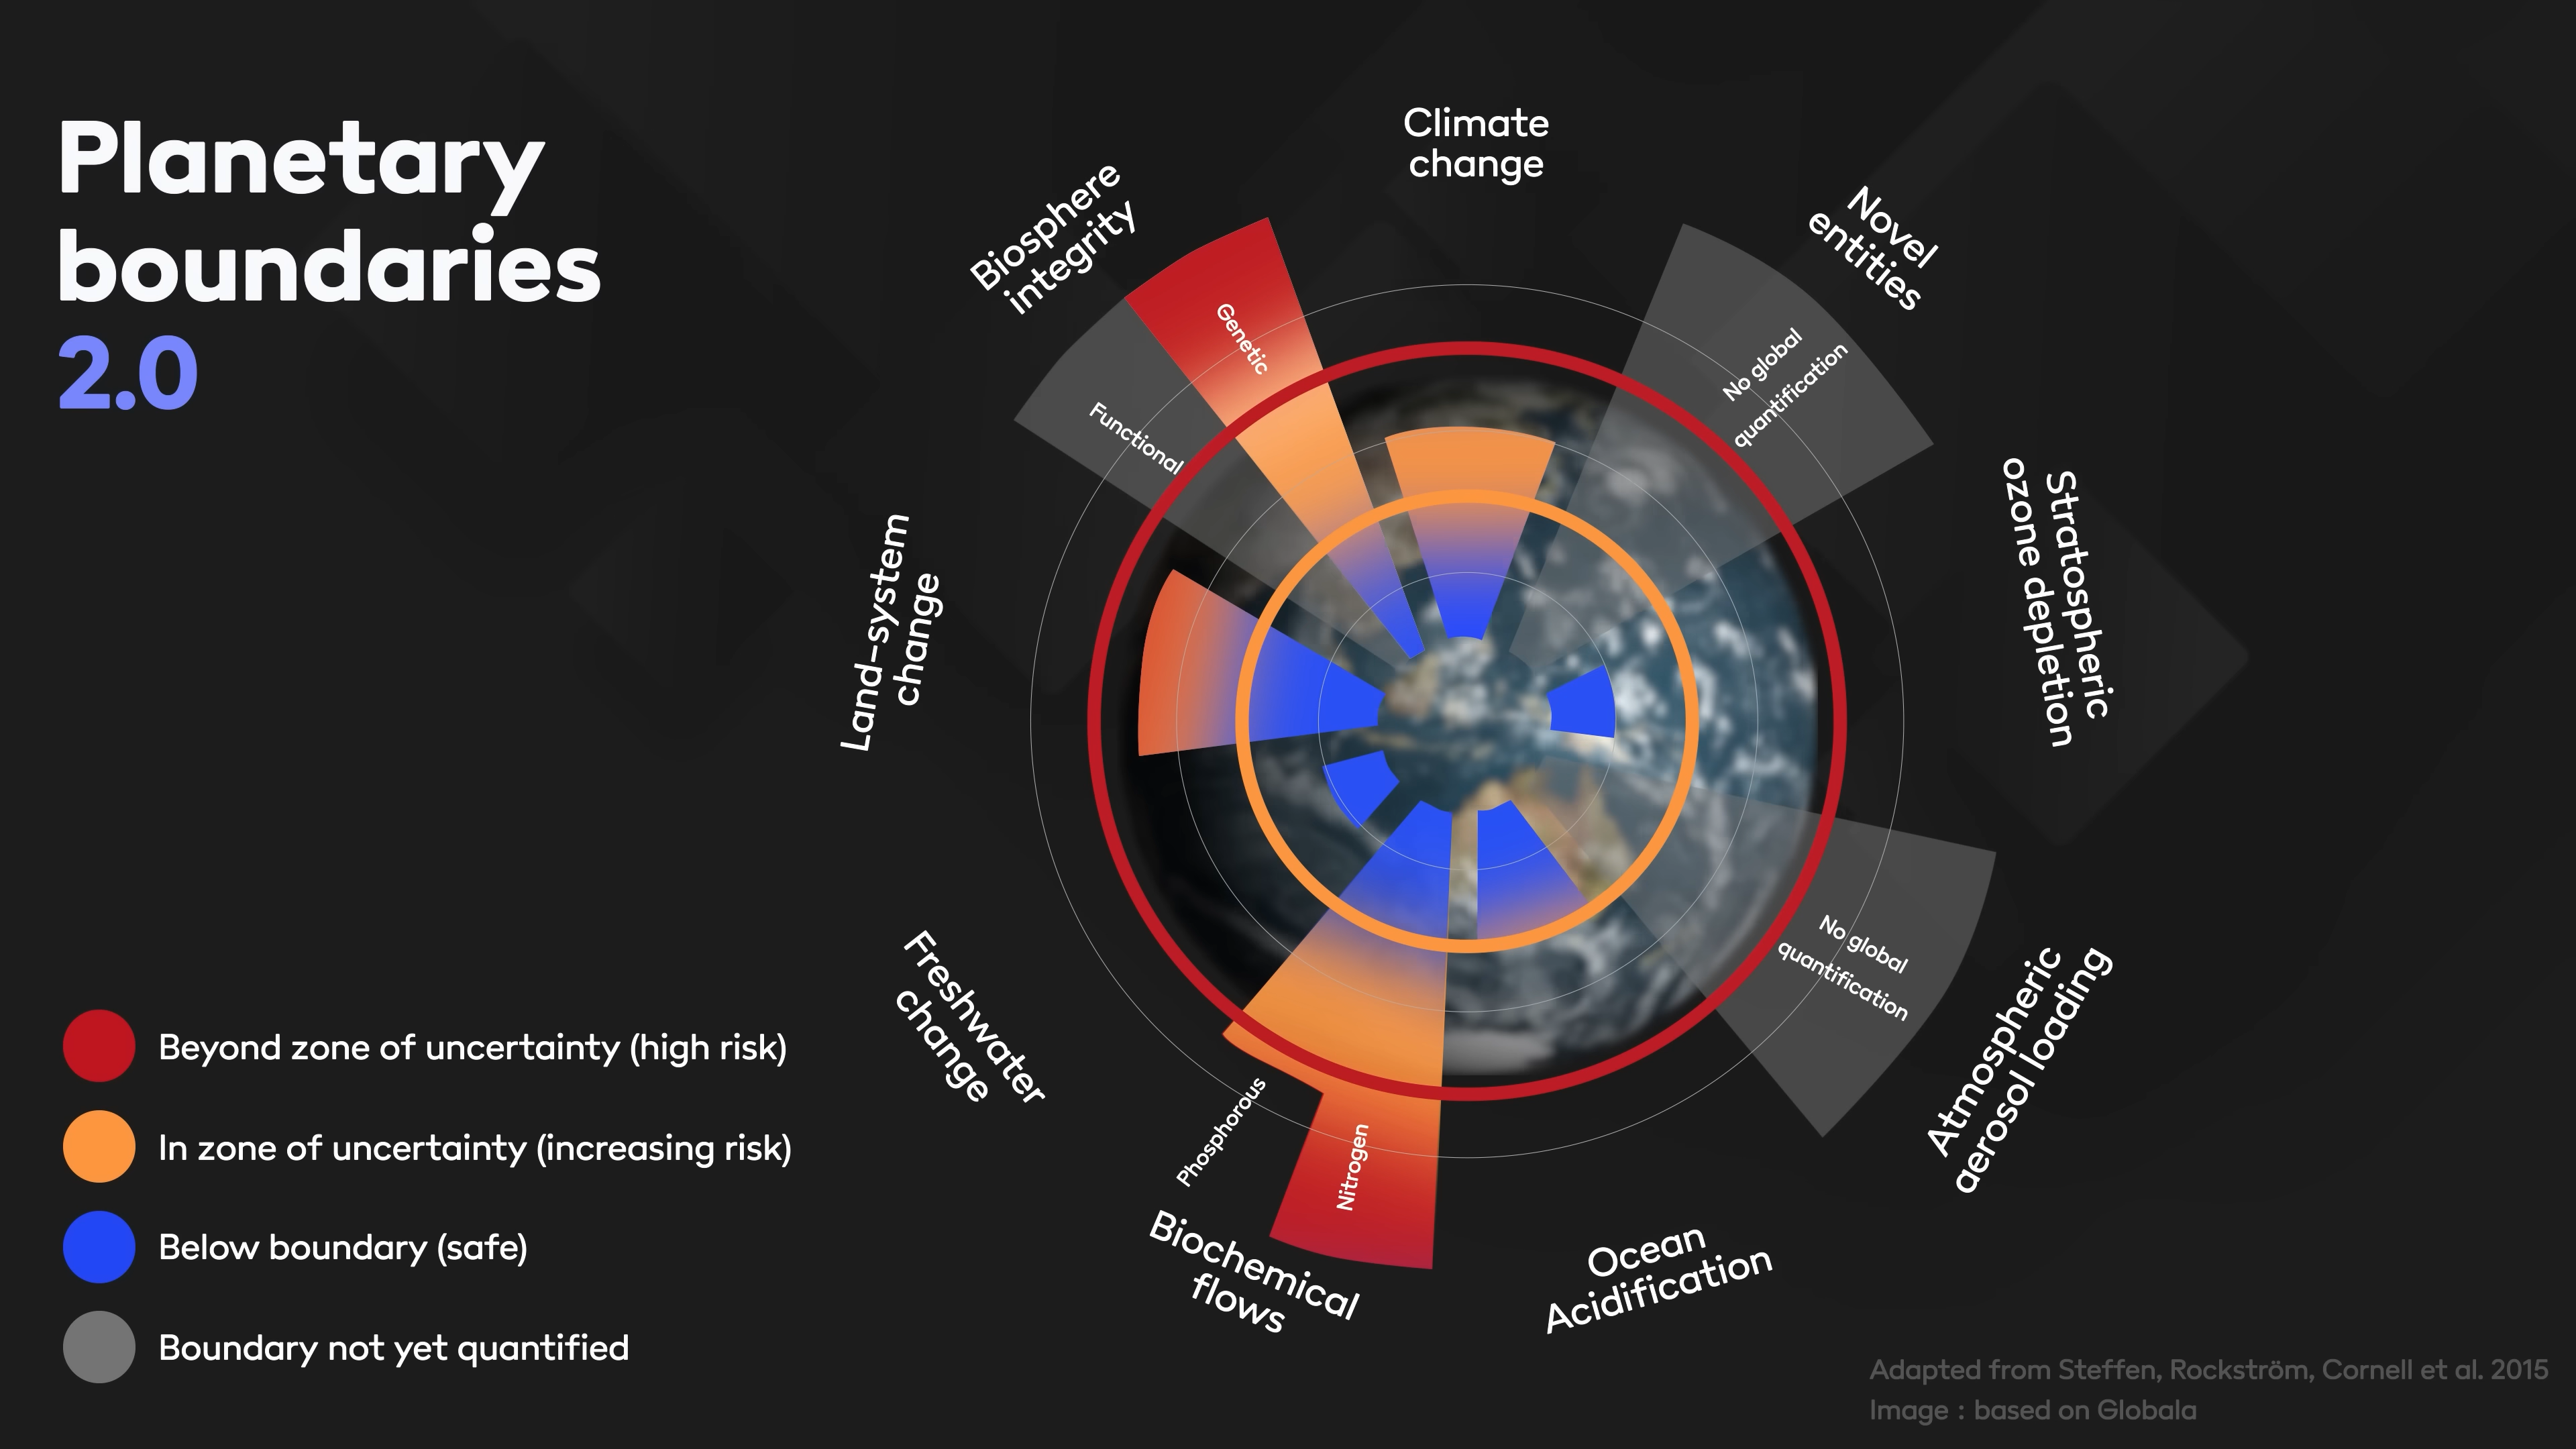 Planetary
boundaries
2.0
Climate
change
Biosphere
integrity
Novel
entities
Genetic
Functional
No global
quantification
Stratospheric
ozone depletion
Land-system
change
No global
quantification
Atmospheric
aerosol loading
Freshwater
change
Phosphorous
Nitrogen
Biochemical
flows
Ocean
Acidification
Beyond zone of uncertainty (high risk)
In zone of uncertainty (increasing risk)
Below boundary (safe)
Boundary not yet quantified
Adapted from Steffen, Rockström, Cornell et al. 2015
Image : based on Globala